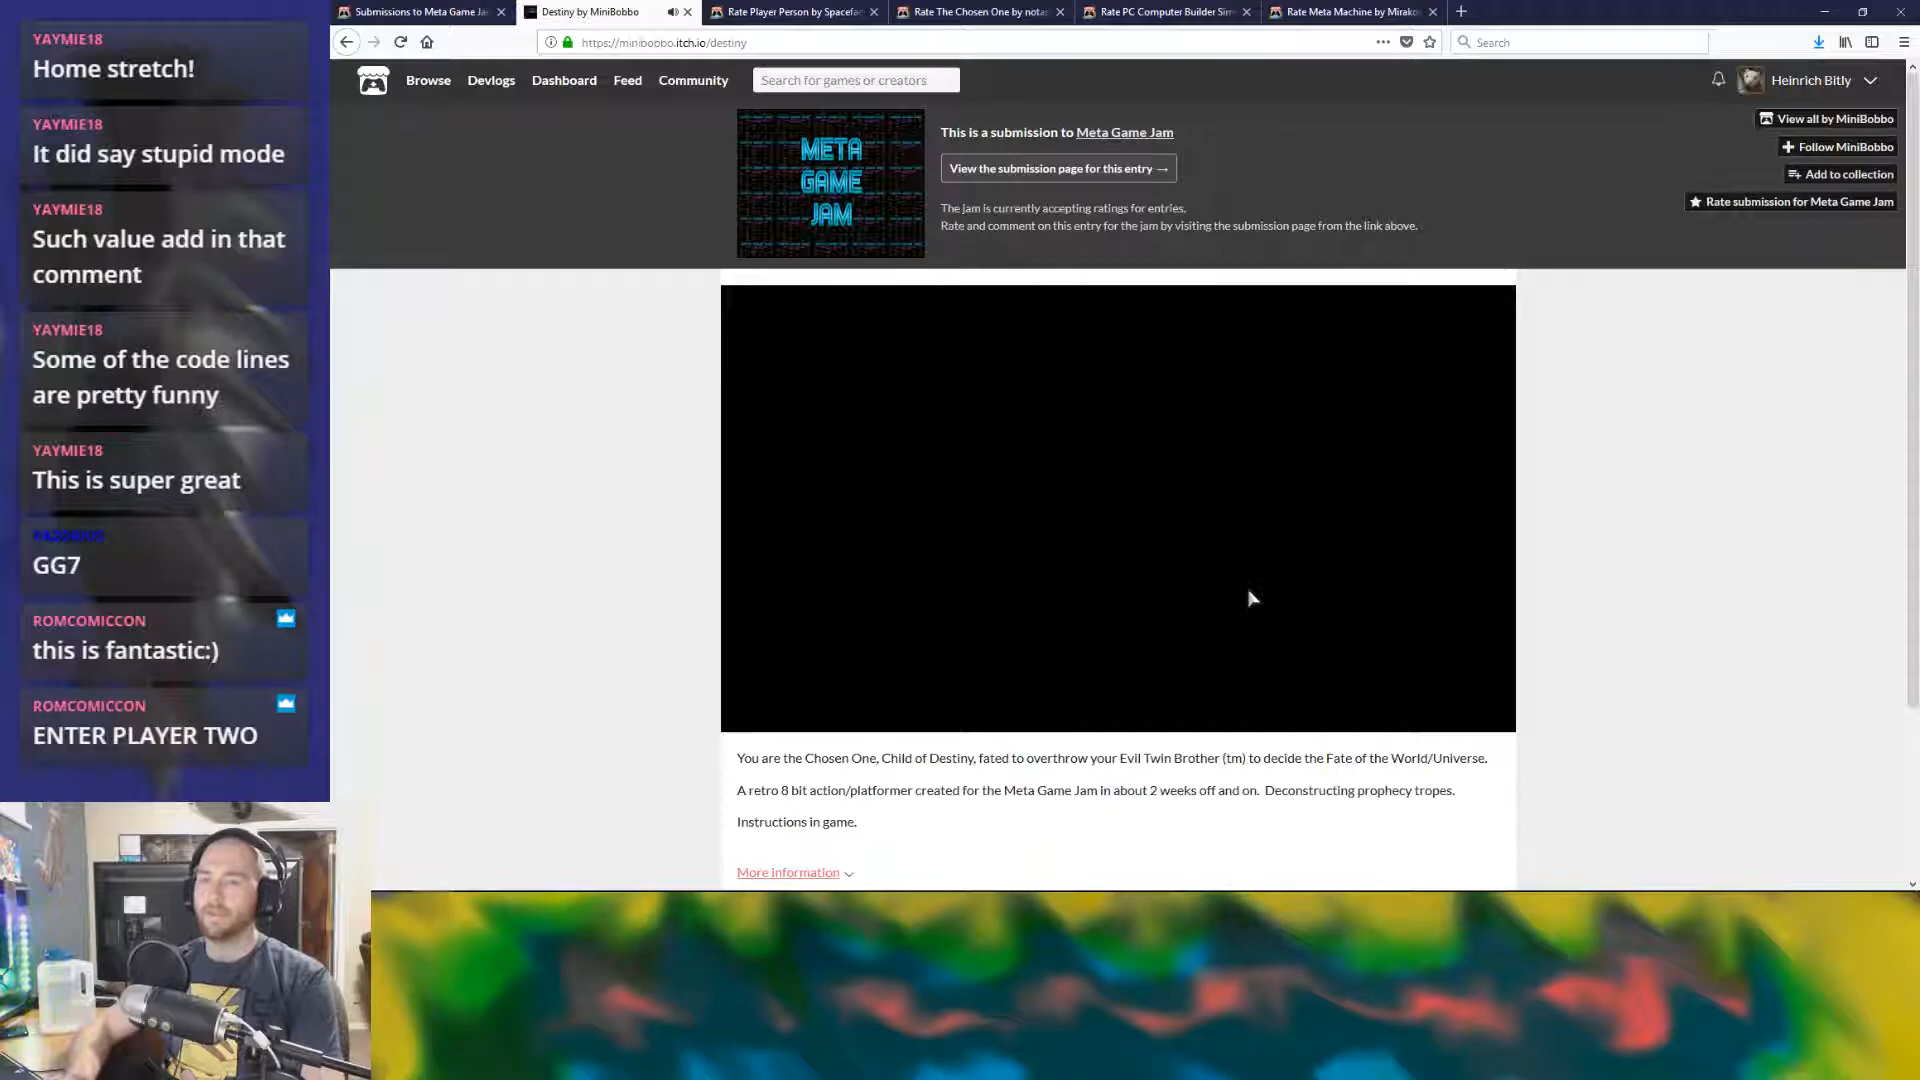 Submissions to Meta Game Ja
Destiny by MiniBobbo
Rate Player Person by Spacefac
Rate The Chosen One by nota
Rate PC Computer Builder Sim
Rate Meta Machine by Mirako
https://minibobbo.itch.io/destiny
Search
Browse
Devlogs
Dashboard
Feed
Community
Search for games or creators
Heinrich Bitly
META
GAME
JAM
This is a submission to Meta Game Jam
View the submission page for this entry →
The jam is currently accepting ratings for entries.
Rate and comment on this entry for the jam by visiting the submission page from the link above.
View all by MiniBobbo
Follow MiniBobbo
Add to collection
Rate submission for Meta Game Jam
You are the Chosen One, Child of Destiny, fated to overthrow your Evil Twin Brother (tm) to decide the Fate of the World/Universe.
A retro 8 bit action/platformer created for the Meta Game Jam in about 2 weeks off and on. Deconstructing prophecy tropes.
Instructions in game.
More information
YAYMIE18
Home stretch!
YAYMIE18
It did say stupid mode
YAYMIE18
Such value add in that
comment
YAYMIE18
Some of the code lines
are pretty funny
YAYMIE18
This is super great
GG7
ROMCOMICCON
this is fantastic:)
ROMCOMICCON
ENTER PLAYER TWO